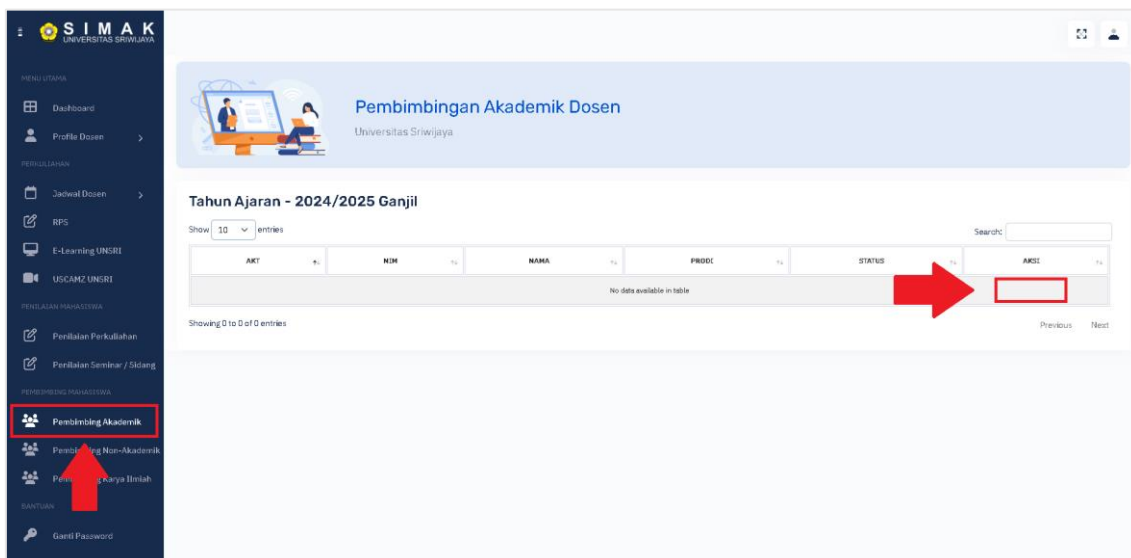 SIMAK
UNIVERSITAS SRIWIJAYA
MENU UTAMA
Dashboard
Profile Dosen
PERKULIAHAN
Jadwal Dosen
RPS
E-Learning UNSRI
USCAMZ UNSRI
PENILAIAN MAHASISWA
Penilaian Perkuliahan
Penilaian Seminar / Sidang
PEMBIMBING MAHASISWA
Pembimbing Akademik
Non-Akademik
Karya Ilmiah
BANTUAN
Ganti Password
Pembimbingan Akademik Dosen
Universitas Sriwijaya
Tahun Ajaran - 2024/2025 Ganjil
Show 10 entries
Search:
AKT NIM NAMA PRODI STATUS AKSI
No data available in table
Showing 0 to 0 of 0 entries
Previous Next